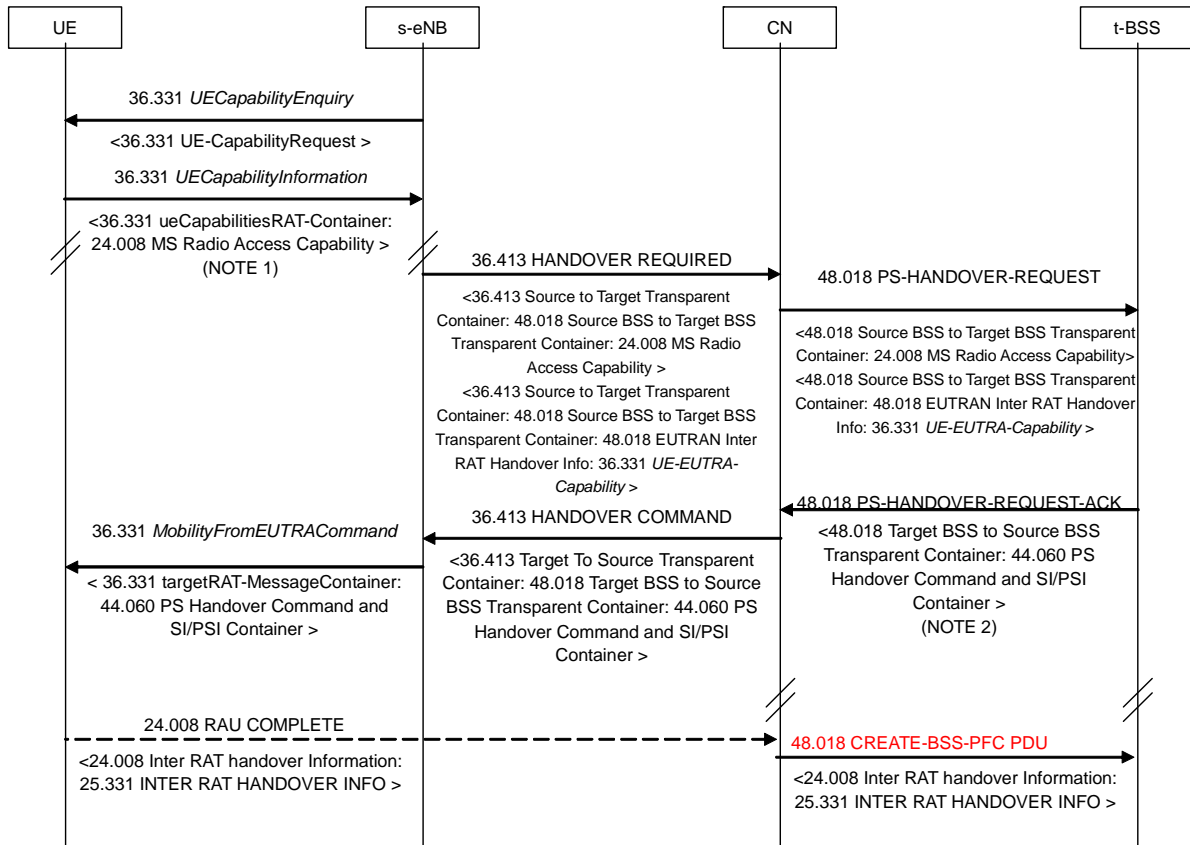 UE
s-eNB
CN
t-BSS
36.331 UECapabilityEnquiry
<36.331 UE-CapabilityRequest >
36.331 UECapabilityInformation
<36.331 ueCapabilitiesRAT-Container:
24.008 MS Radio Access Capability >
(NOTE 1)
36.413 HANDOVER REQUIRED
<36.413 Source to Target Transparent
Container: 48.018 Source BSS to Target BSS
Transparent Container: 24.008 MS Radio
Access Capability >
<36.413 Source to Target Transparent
Container: 48.018 Source BSS to Target BSS
Transparent Container: 48.018 EUTRAN Inter
RAT Handover Info: 36.331 UE-EUTRA-
Capability >
48.018 PS-HANDOVER-REQUEST
<48.018 Source BSS to Target BSS Transparent
Container: 24.008 MS Radio Access Capability>
<48.018 Source BSS to Target BSS Transparent
Container: 48.018 EUTRAN Inter RAT Handover
Info: 36.331 UE-EUTRA-Capability >
48.018 PS-HANDOVER-REQUEST-ACK
<48.018 Target BSS to Source BSS
Transparent Container: 44.060 PS
Handover Command and SI/PSI
Container >
(NOTE 2)
36.413 HANDOVER COMMAND
<36.413 Target To Source Transparent
Container: 48.018 Target BSS to Source
BSS Transparent Container: 44.060 PS
Handover Command and SI/PSI
Container >
36.331 MobilityFromEUTRACommand
< 36.331 targetRAT-MessageContainer:
44.060 PS Handover Command and
SI/PSI Container >
24.008 RAU COMPLETE
<24.008 Inter RAT handover Information:
25.331 INTER RAT HANDOVER INFO >
48.018 CREATE-BSS-PFC PDU
<24.008 Inter RAT handover Information:
25.331 INTER RAT HANDOVER INFO >